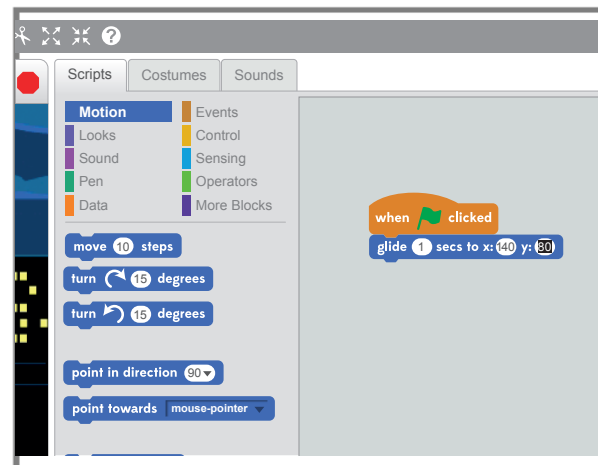 Scripts Costumes Sounds
Motion Events
Looks Control
Sound Sensing
Pen Operators
Data More Blocks
move 10 steps
turn 15 degrees
turn 15 degrees
point in direction 90
point towards mouse-pointer
when clicked
glide 1 secs to x: 140 y: 80